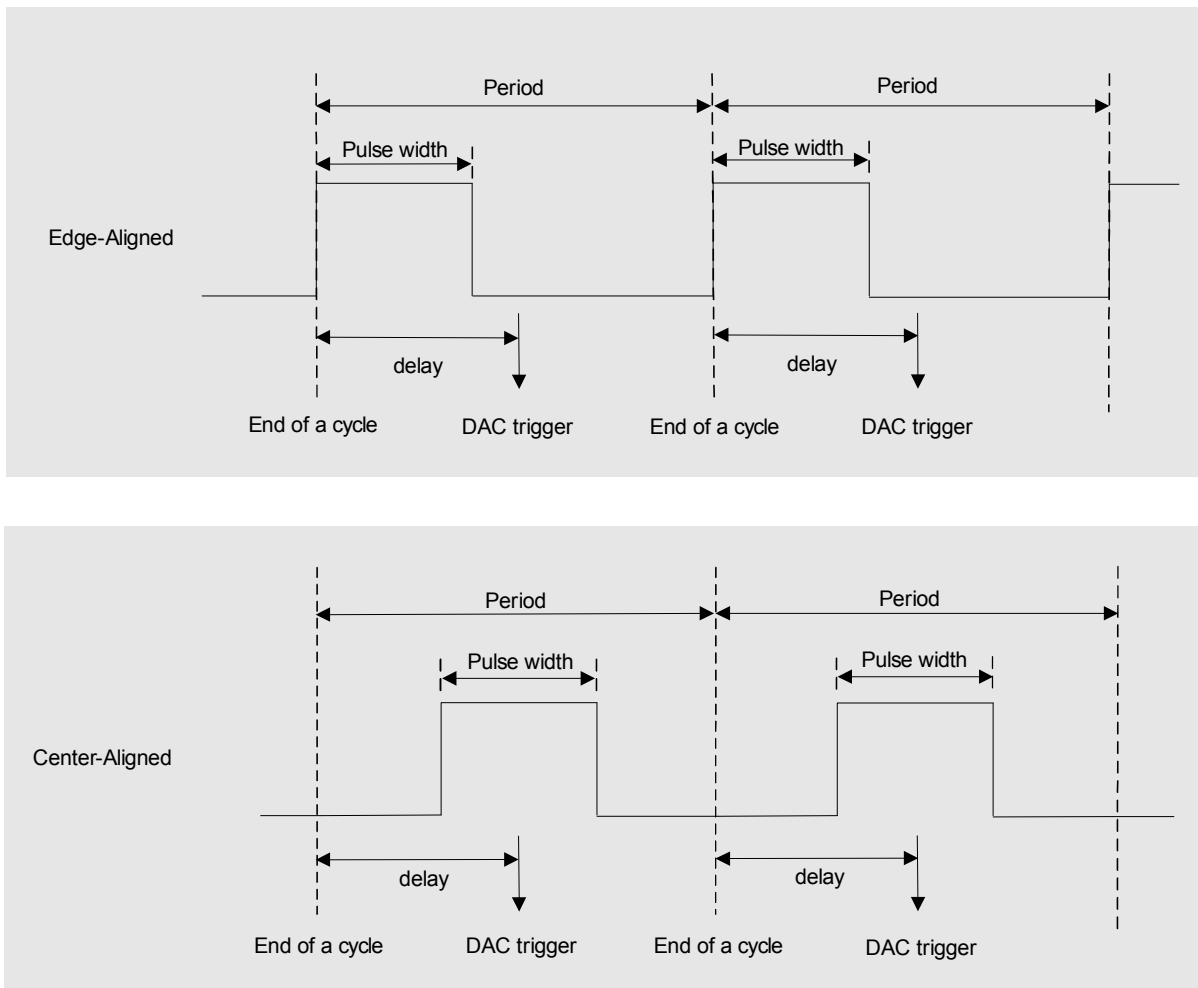 Period
Period
Pulse width
Pulse width
Edge-Aligned
delay
delay
End of a cycle
DAC trigger
End of a cycle
DAC trigger
Period
Period
Pulse width
Pulse width
Center-Aligned
delay
delay
End of a cycle
DAC trigger
End of a cycle
DAC trigger